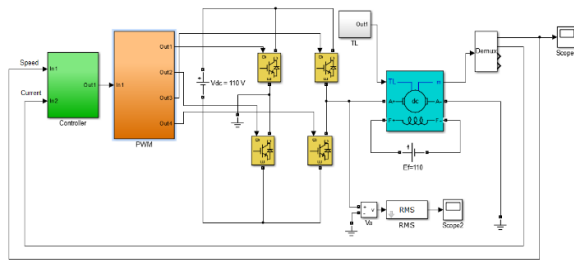 Speed
Current
In1
In2
Out1
Controller
In1
Out1
Out2
Out3
Out4
PWM
Vdc = 110 V
Out1
TL
TL
m
dc
A+
A-
F+
F-
Ef=110
Demux
Scope
+
-
v
Va
RMS
RMS
Scope2